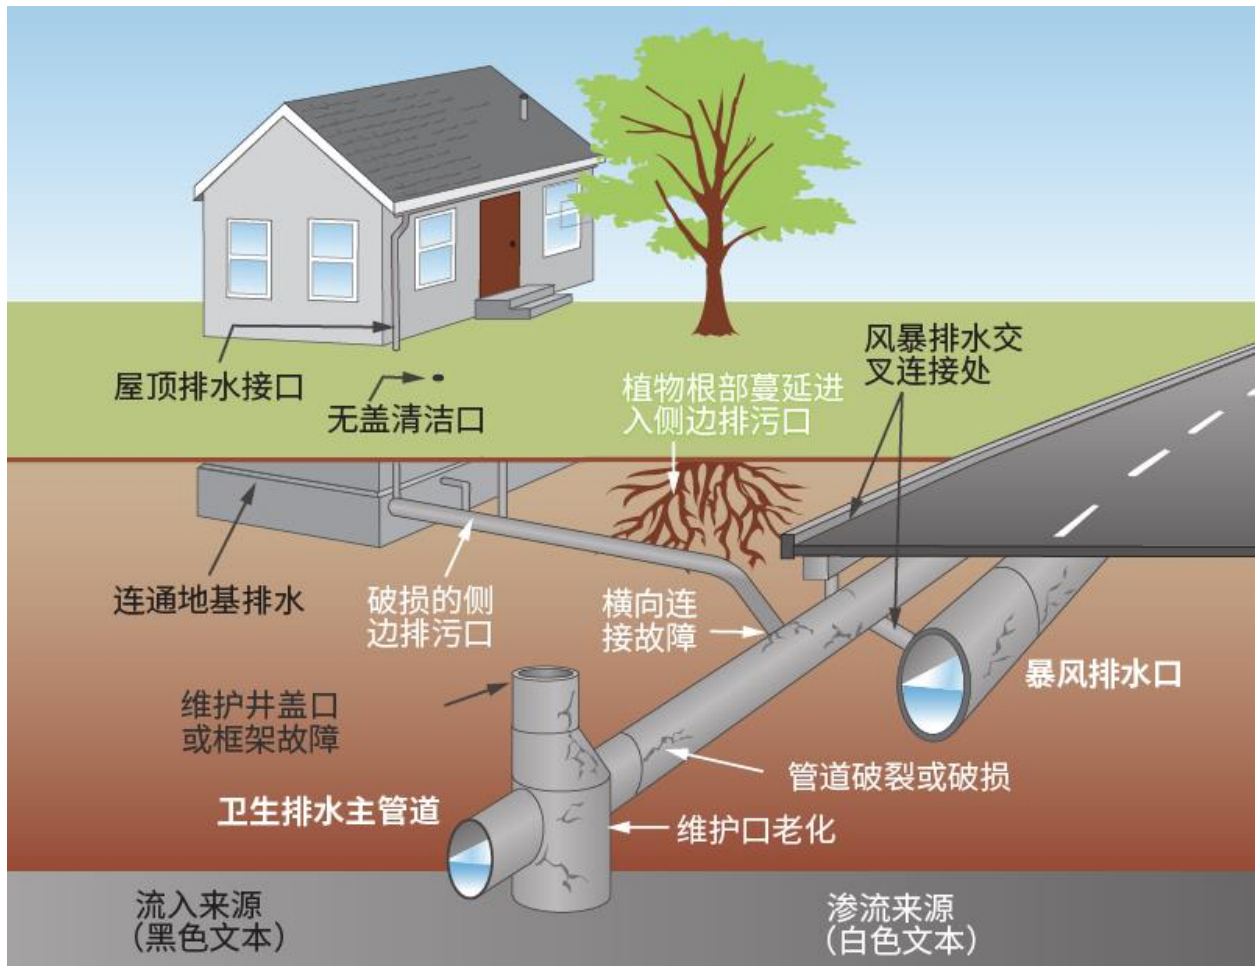 屋顶排水接口
无盖清洁口
植物根部蔓延进
入侧边排污口
风暴排水交
叉连接处
连通地基排水
破损的侧
边排污口
横向连
接故障
暴风排水口
维护井盖口
或框架故障
管道破裂或破损
卫生排水主管道
维护口老化
流入来源
(黑色文本)
渗流来源
(白色文本)